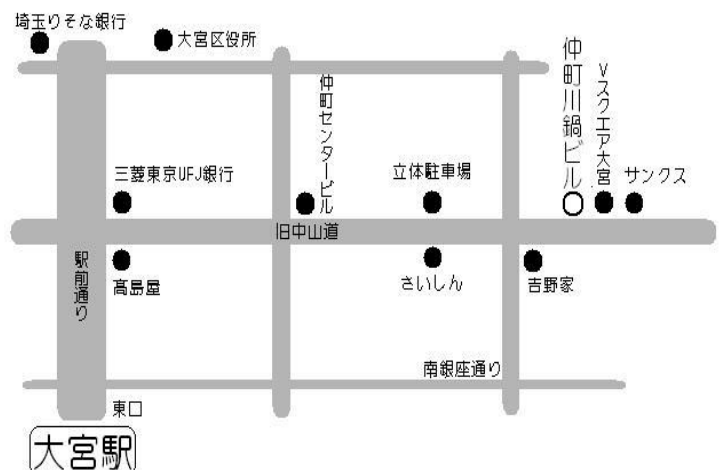 埼玉りそな銀行
大宮区役所
仲町センタービル
仲町川鍋ビル
Vスクエア大宮
サンクス
三菱東京UFJ銀行
立体駐車場
旧中山道
駅前通り
高島屋
さいしん
吉野家
南銀座通り
東口
大宮駅